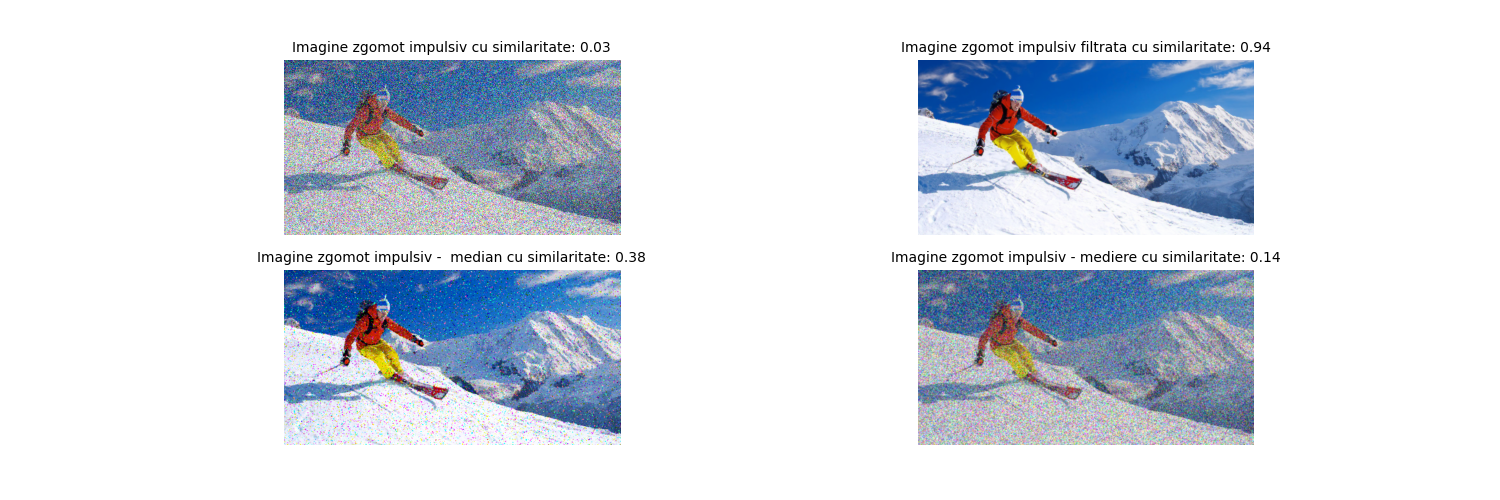 Imagine zgomot impulsiv cu similaritate: 0.03
Imagine zgomot impulsiv filtrata cu similaritate: 0.94
Imagine zgomot impulsiv -  median cu similaritate: 0.38
Imagine zgomot impulsiv - mediere cu similaritate: 0.14